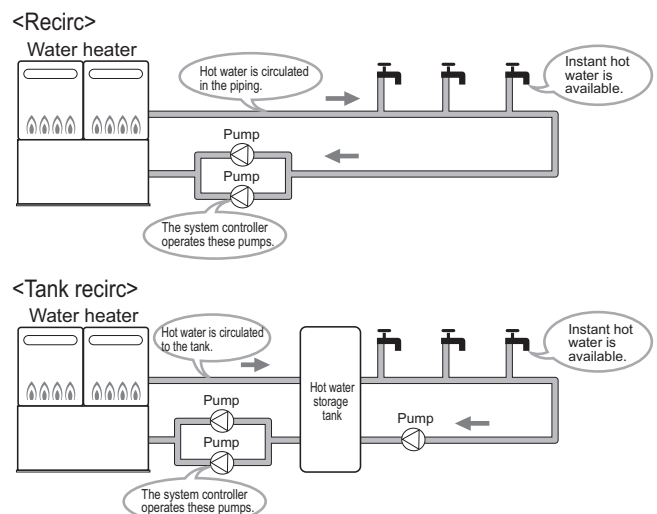 <Recirc>
Water heater
Hot water is circulated
in the piping.
Instant hot
water is
available.
Pump
Pump
The system controller
operates these pumps.
<Tank recirc>
Water heater
Hot water is circulated
to the tank.
Instant hot
water is
available.
Hot water
storage
tank
Pump
Pump
Pump
The system controller
operates these pumps.